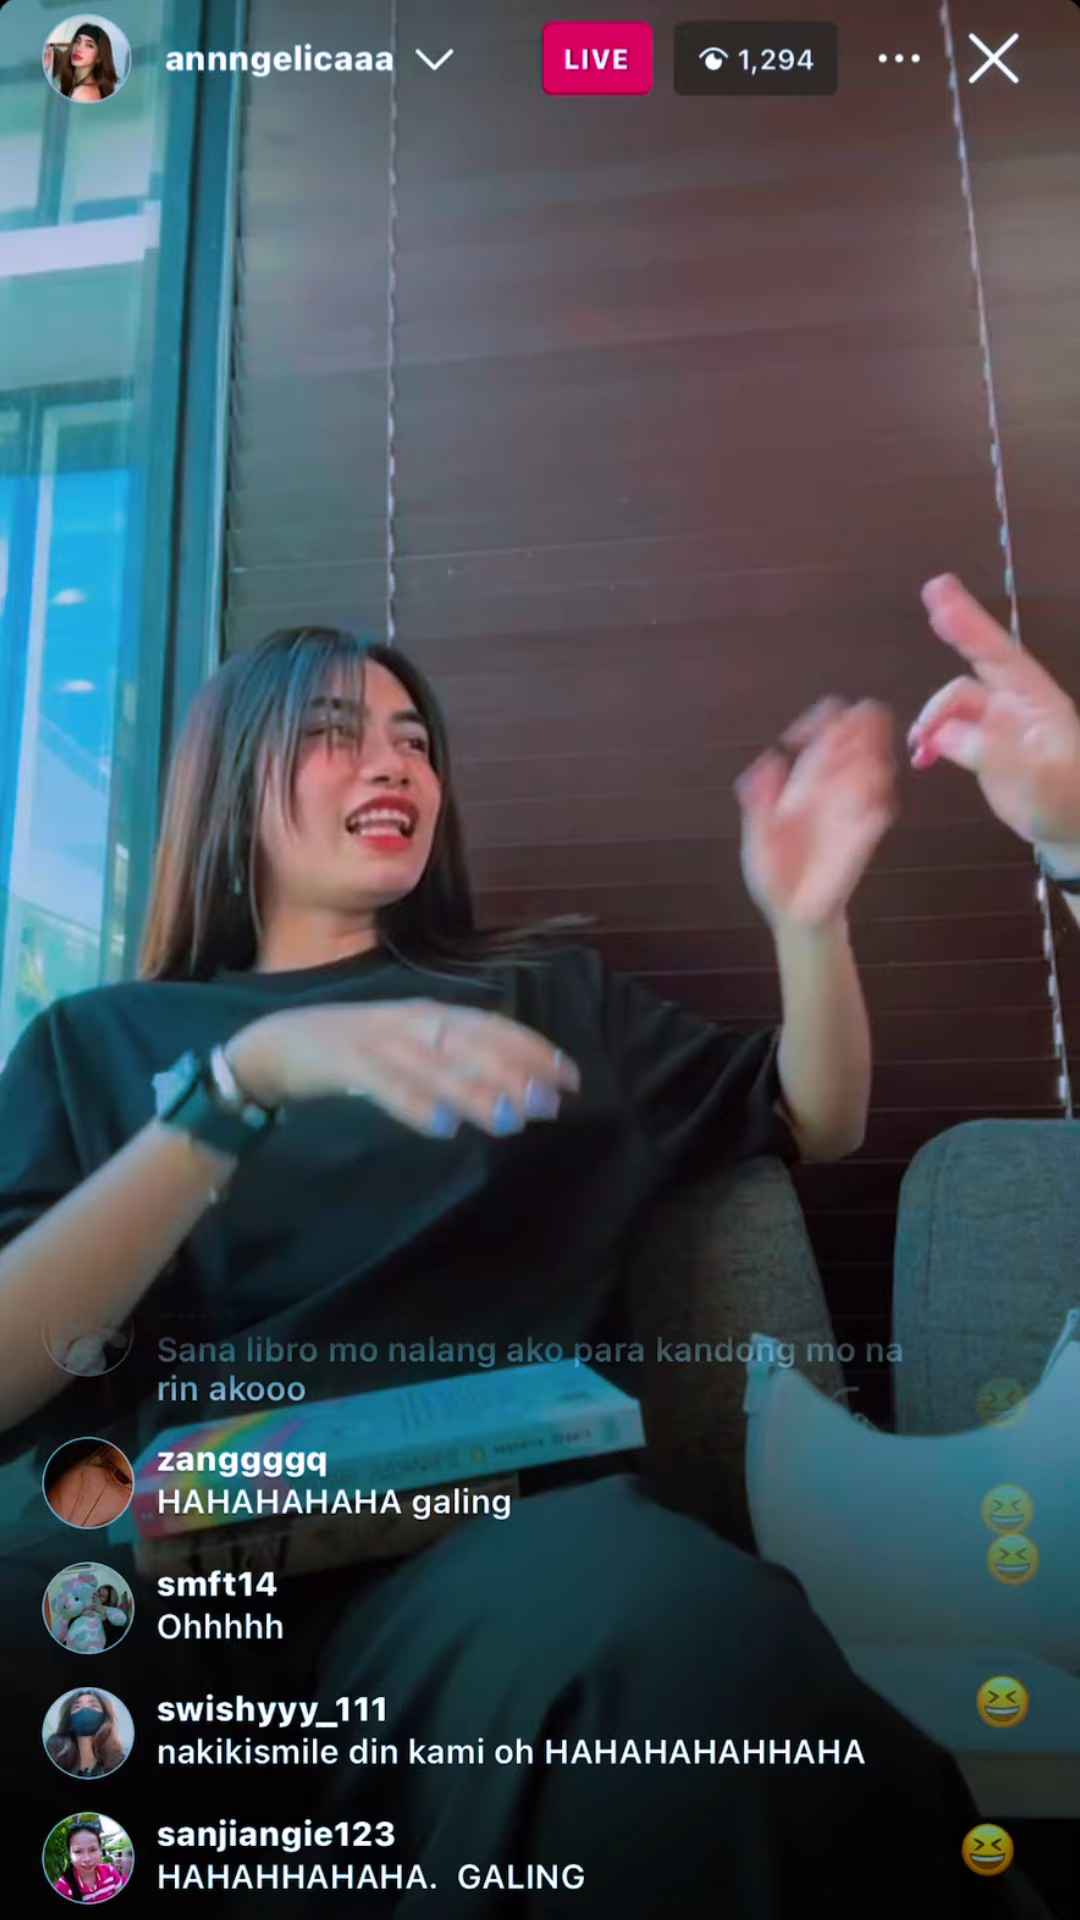 annngelicaaa
LIVE
1,294
Sana libro mo nalang ako para kandong mo na
rin akooo
zanggggq
HAHAHAHAHA galing
smft14
Ohhhhh
swishyyy_111
nakikismile din kami oh HAHAHAHAHHAHA
sanjiangie123
HAHAHHAHAHA. GALING